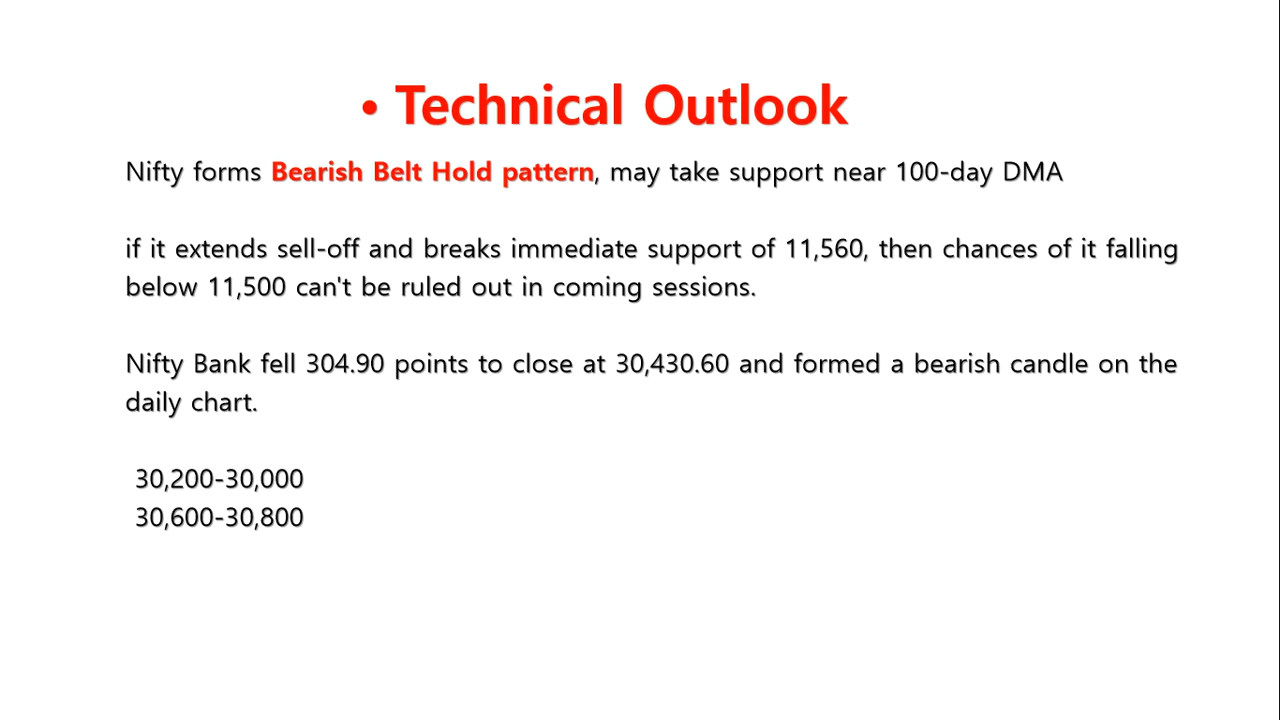 • Technical Outlook
Nifty forms Bearish Belt Hold pattern, may take support near 100-day DMA
if it extends sell-off and breaks immediate support of 11,560, then chances of it falling
below 11,500 can't be ruled out in coming sessions.
Nifty Bank fell 304.90 points to close at 30,430.60 and formed a bearish candle on the
daily chart.
30,200-30,000
30,600-30,800